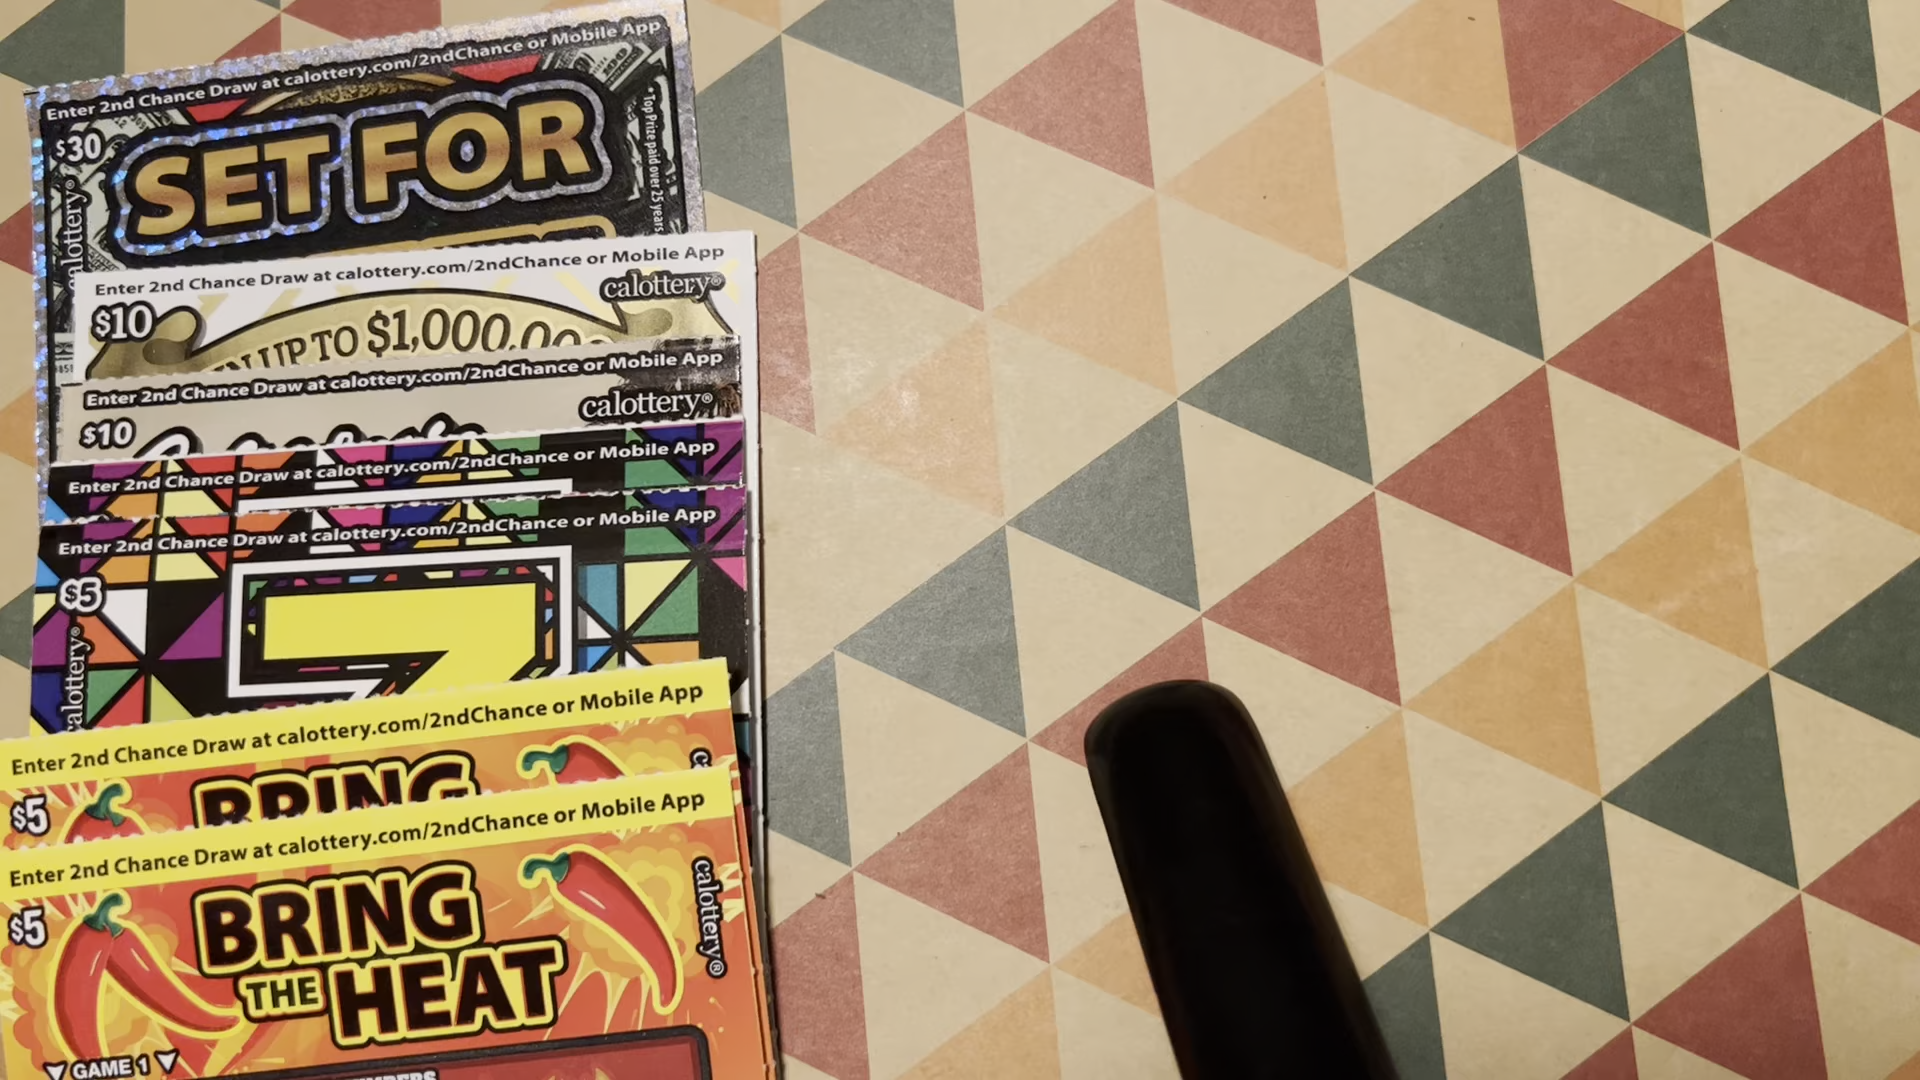 Enter 2nd Chance Draw at calottery.com/2ndChance or Mobile App
$30
SET FOR
*Top Prize paid over 25 years
calottery®
Enter 2nd Chance Draw at calottery.com/2ndChance or Mobile App
calottery®
$10
UP TO $1,000,00
Enter 2nd Chance Draw at calottery.com/2ndChance or Mobile App
calottery®
$10
Enter 2nd Chance Draw at calottery.com/2ndChance or Mobile App
Enter 2nd Chance Draw at calottery.com/2ndChance or Mobile App
$5
7
calottery®
Enter 2nd Chance Draw at calottery.com/2ndChance or Mobile App
$5
BRING
Enter 2nd Chance Draw at calottery.com/2ndChance or Mobile App
$5
BRING
THE HEAT
calottery®
GAME 1